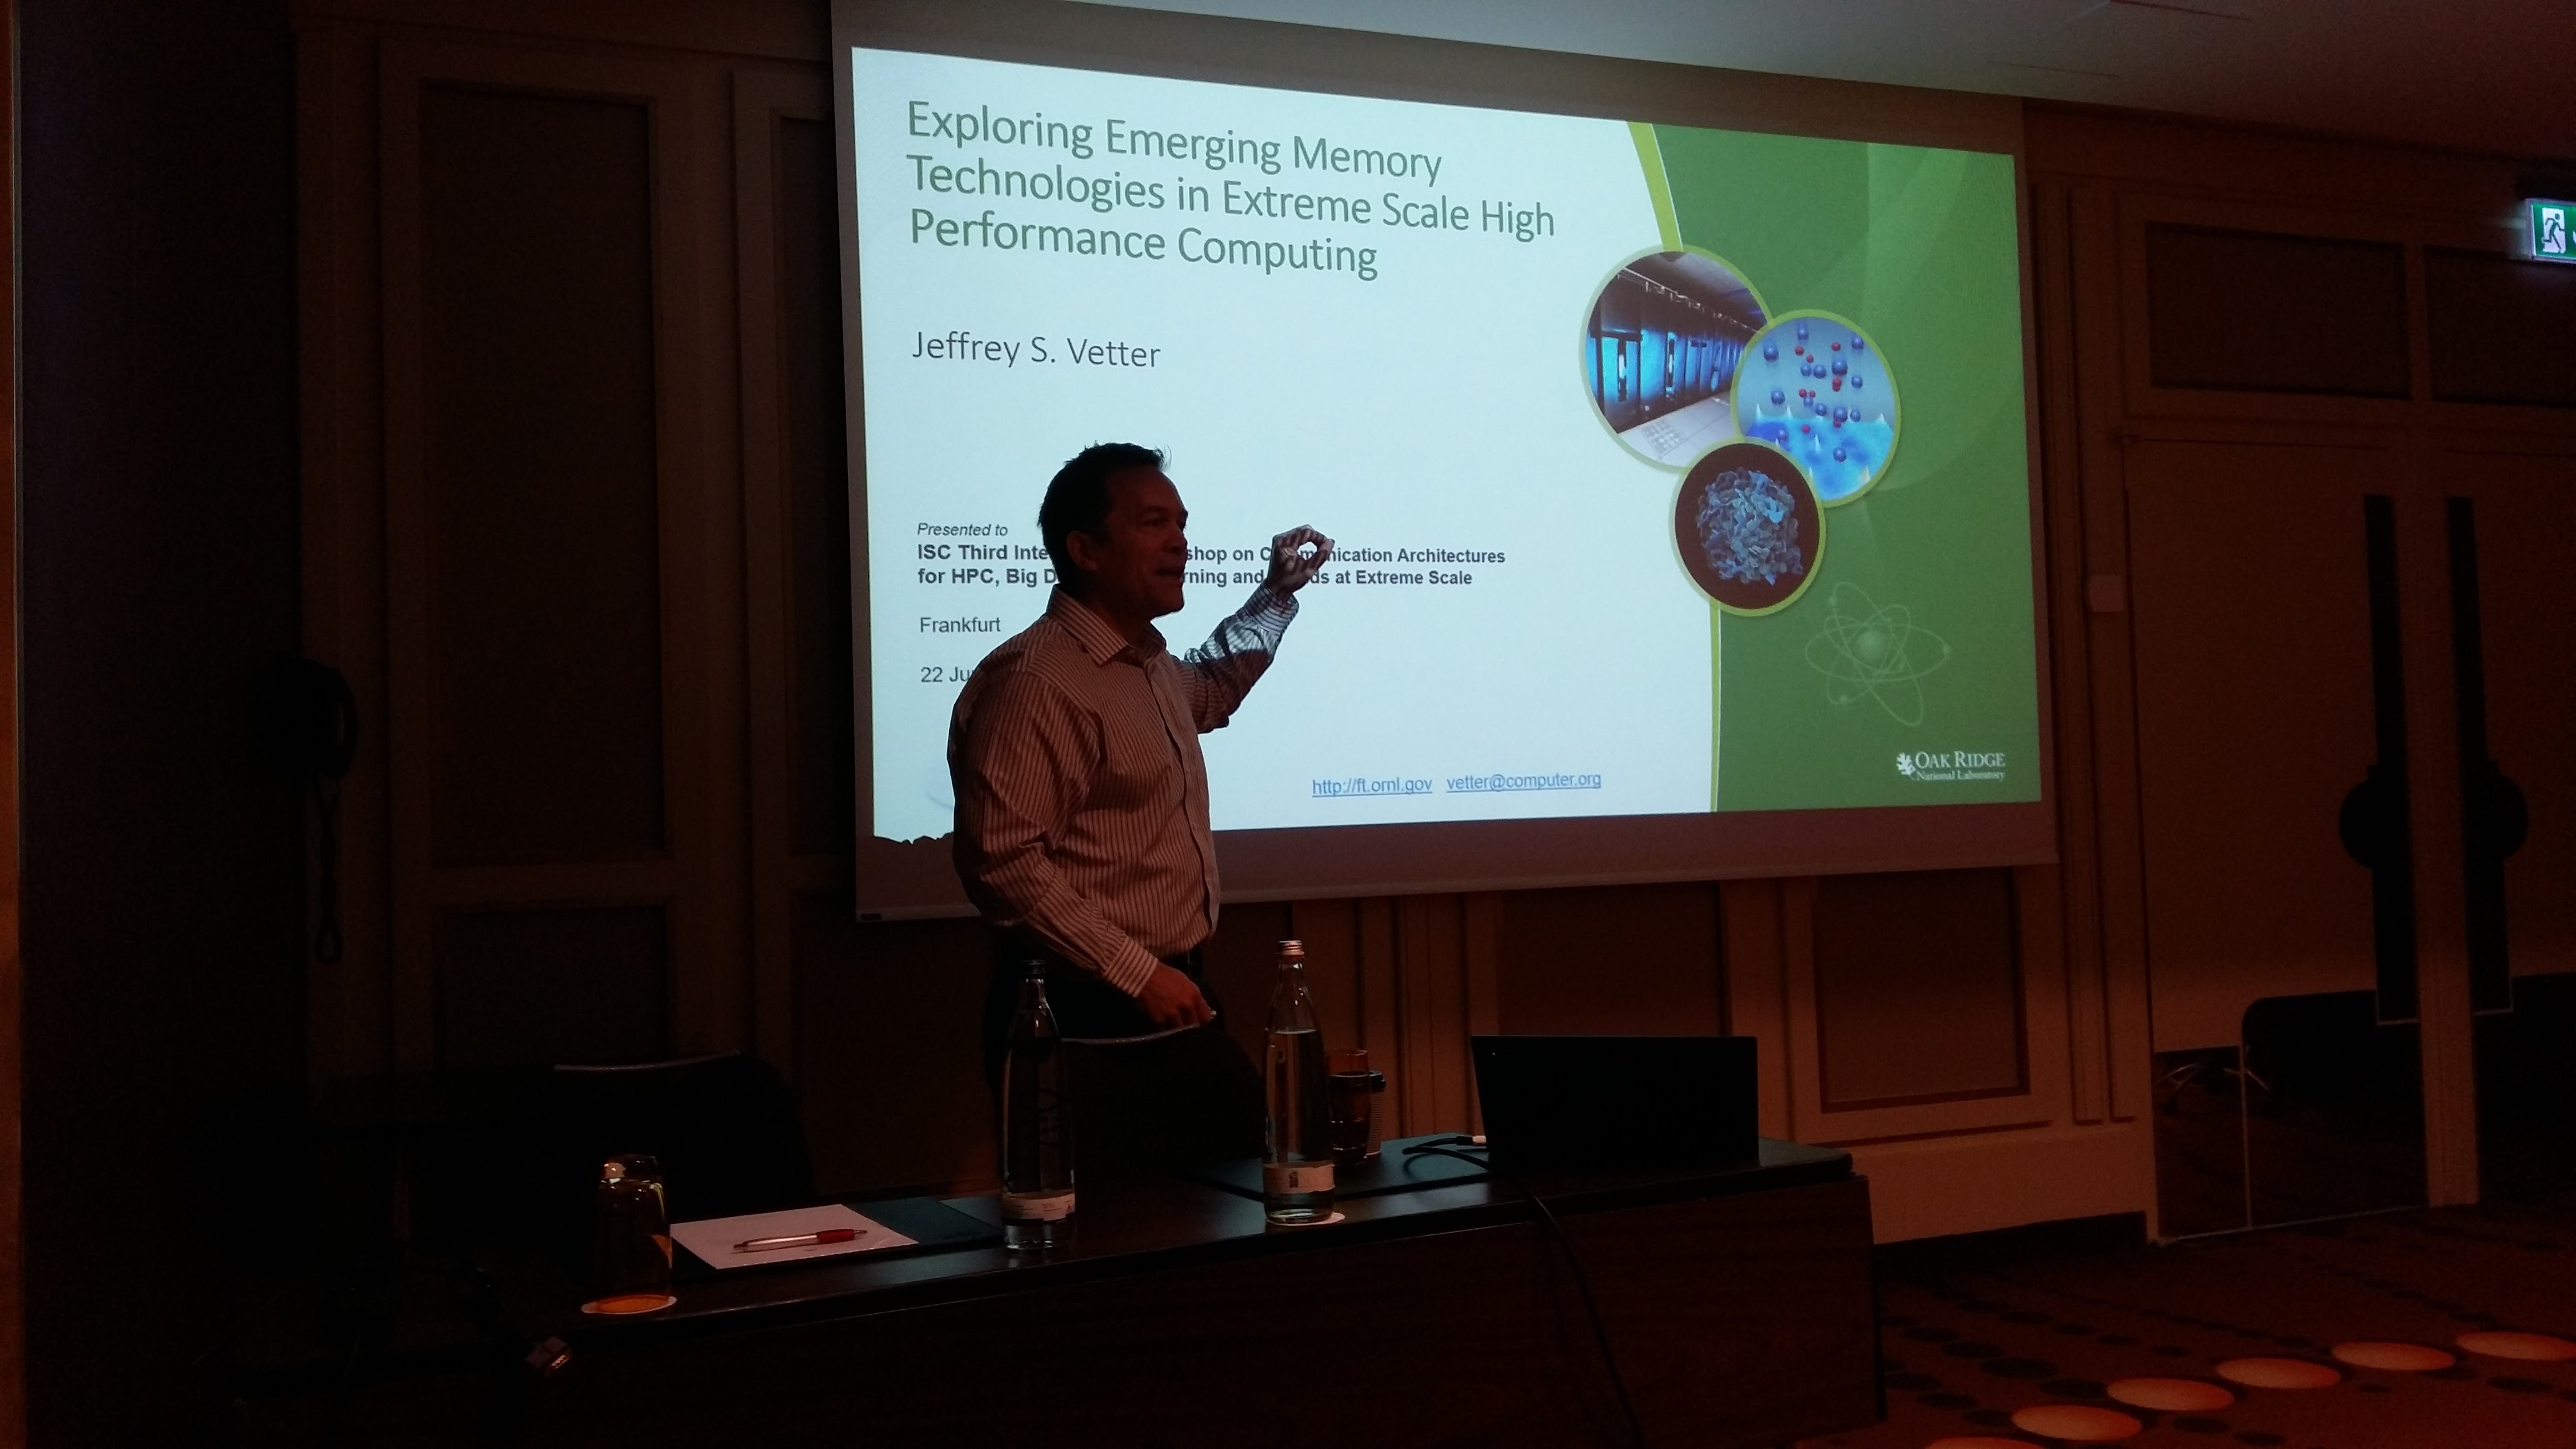 Exploring Emerging Memory
Technologies in Extreme Scale High
Performance Computing
Jeffrey S. Vetter
Presented to
ISC Third Inte shop on C nication Architectures
for HPC, Big D rning and ds at Extreme Scale
Frankfurt
22 Ju
http://ft.ornl.gov vetter@computer.org
OAK RIDGE
National Laboratory